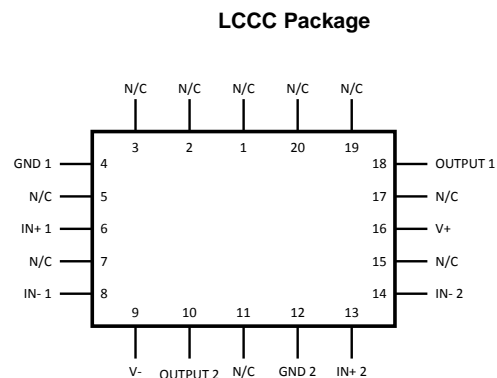 LCCC Package
N/C N/C N/C N/C N/C
3 2 1 20 19
GND 1 4 18 OUTPUT 1
N/C 5 17 N/C
IN+ 1 6 16 V+
N/C 7 15 N/C
IN- 1 8 14 IN- 2
9 10 11 12 13
V- OUTPUT 2 N/C GND 2 IN+ 2